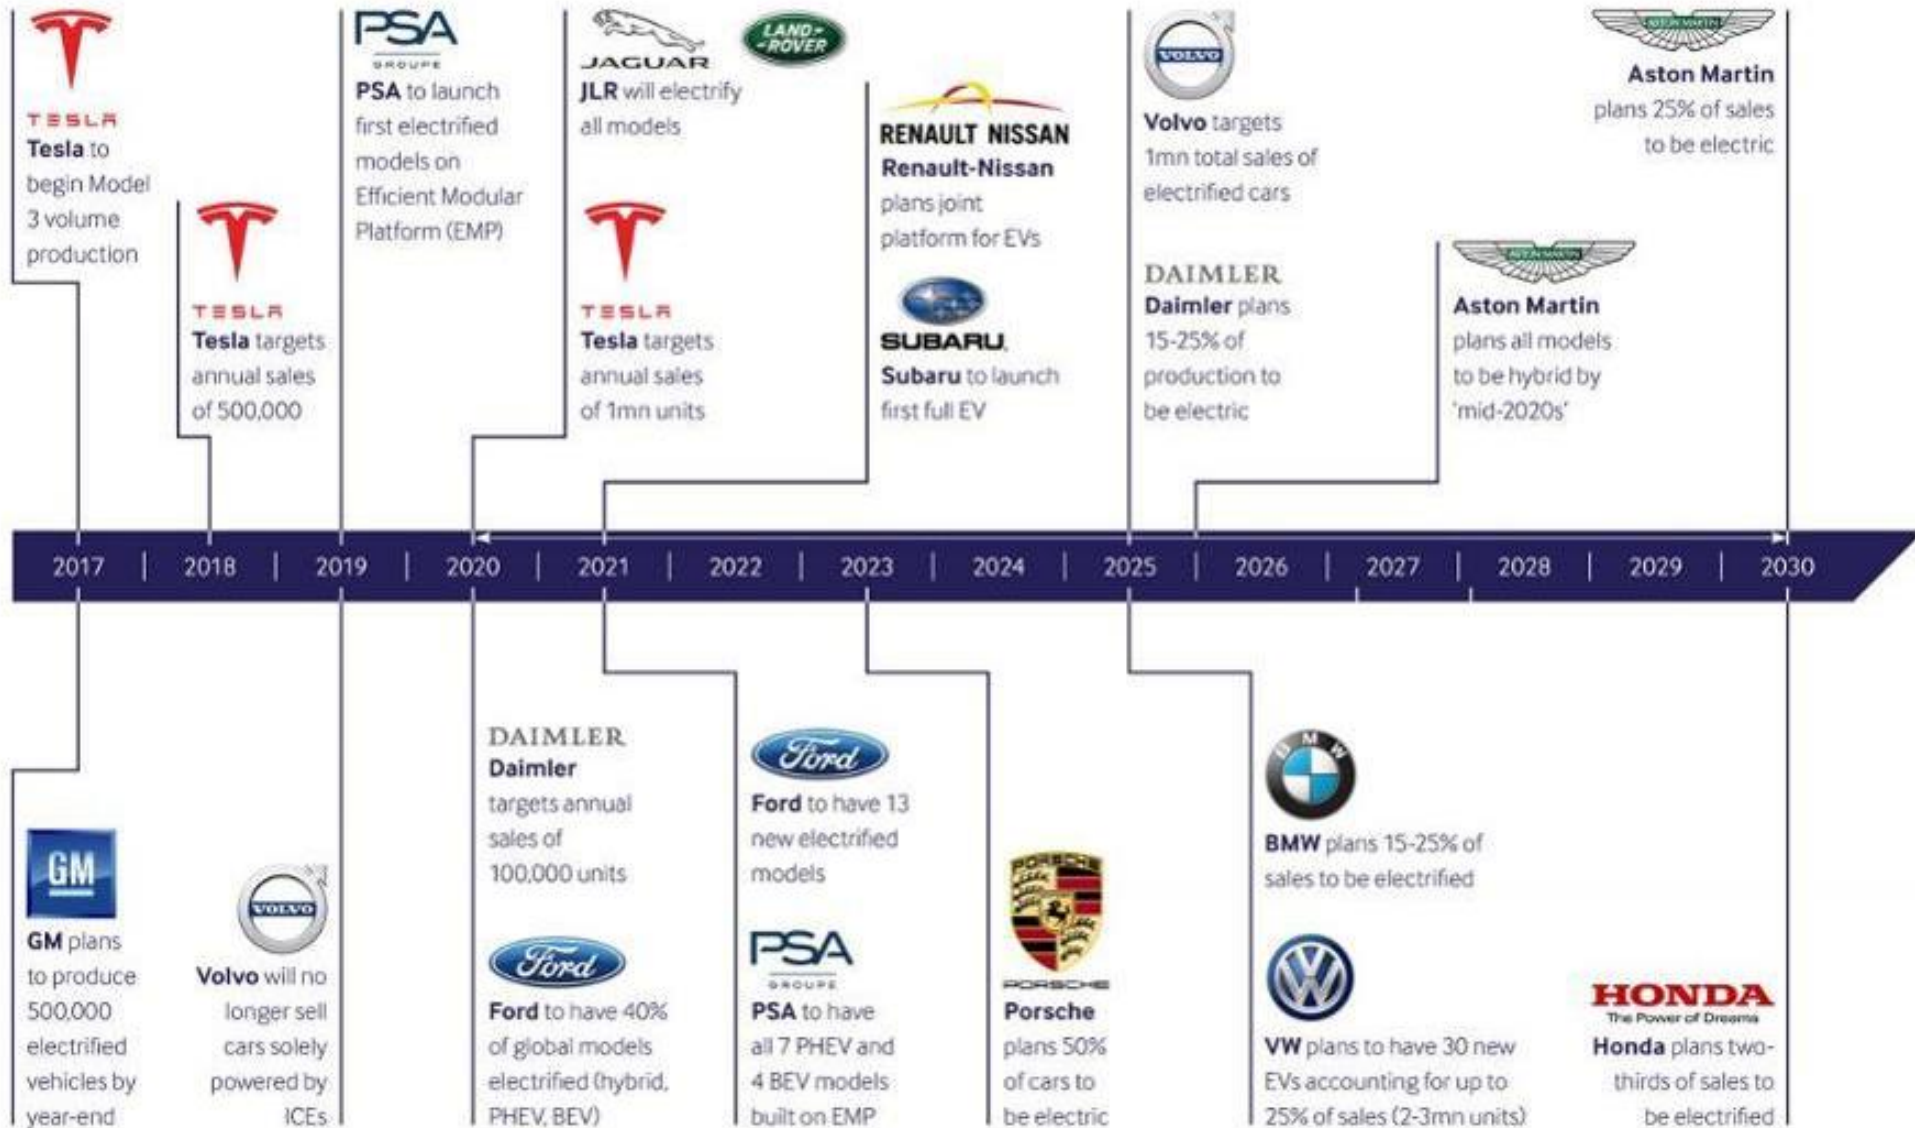 TESLA
Tesla to
begin Model
3 volume
production
TESLA
Tesla targets
annual sales
of 500,000
PSA
GROUPE
PSA to launch
first electrified
models on
Efficient Modular
Platform (EMP)
JAGUAR
LAND-
-ROVER
JLR will electrify
all models
TESLA
Tesla targets
annual sales
of 1mn units
RENAULT NISSAN
Renault-Nissan
plans joint
platform for EVs
SUBARU
Subaru to launch
first full EV
VOLVO
Volvo targets
1mn total sales of
electrified cars
DAIMLER
Daimler plans
15-25% of
production to
be electric
ASTON MARTIN
Aston Martin
plans all models
to be hybrid by
'mid-2020s'
ASTON MARTIN
Aston Martin
plans 25% of sales
to be electric
2017 | 2018 | 2019 | 2020 | 2021 | 2022 | 2023 | 2024 | 2025 | 2026 | 2027 | 2028 | 2029 | 2030
GM
GM plans
to produce
500,000
electrified
vehicles by
year-end
VOLVO
Volvo will no
longer sell
cars solely
powered by
ICEs
DAIMLER
Daimler
targets annual
sales of
100,000 units
Ford
Ford to have 40%
of global models
electrified (hybrid,
PHEV, BEV)
Ford
Ford to have 13
new electrified
models
PSA
GROUPE
PSA to have
all 7 PHEV and
4 BEV models
built on EMP
PORSCHE
PORSCHE
Porsche
plans 50%
of cars to
be electric
BMW
BMW plans 15-25% of
sales to be electrified
VW
VW plans to have 30 new
EVs accounting for up to
25% of sales (2-3mn units)
HONDA
The Power of Dreams
Honda plans two-
thirds of sales to
be electrified